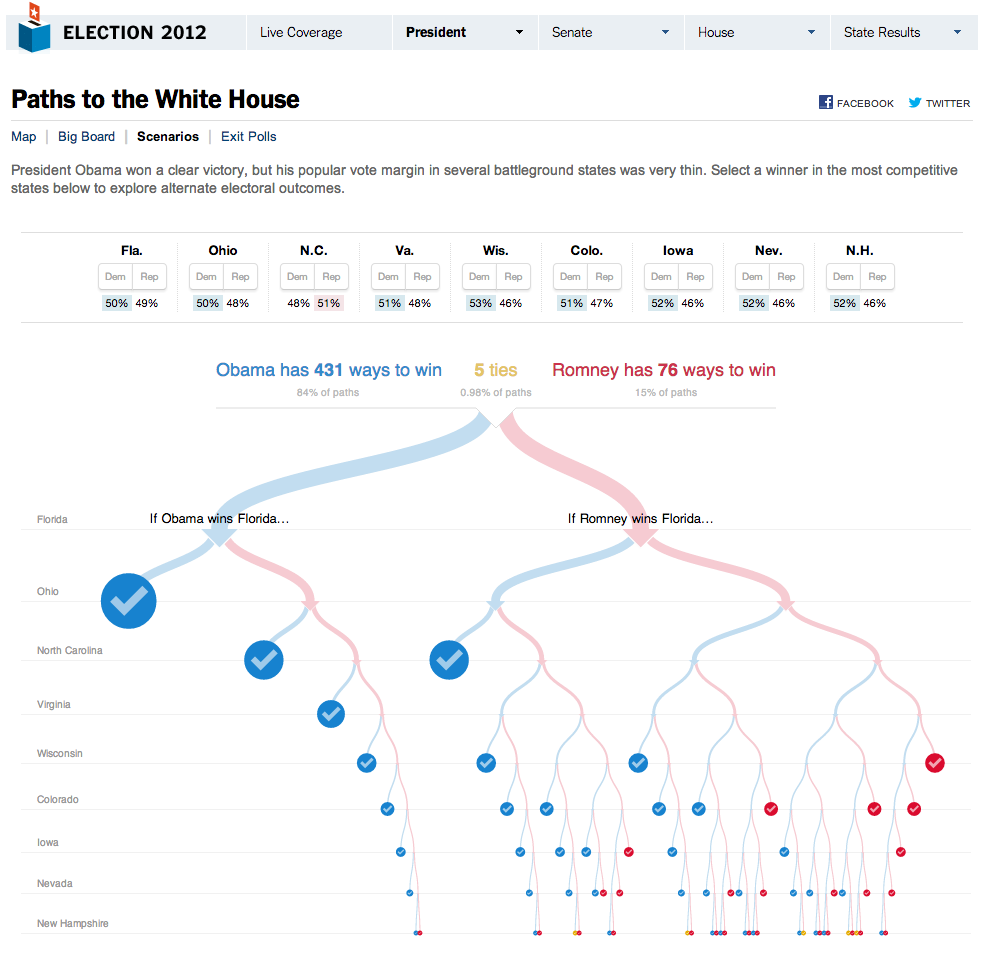 ELECTION 2012
Live Coverage President Senate House State Results
Paths to the White House
FACEBOOK TWITTER
Map | Big Board | Scenarios | Exit Polls
President Obama won a clear victory, but his popular vote margin in several battleground states was very thin. Select a winner in the most competitive
states below to explore alternate electoral outcomes.
Fla. Ohio N.C. Va. Wis. Colo. Iowa Nev. N.H.
Dem Rep Dem Rep Dem Rep Dem Rep Dem Rep Dem Rep Dem Rep Dem Rep Dem Rep
50% 49% 50% 48% 48% 51% 51% 48% 53% 46% 51% 47% 52% 46% 52% 46% 52% 46%
Obama has 431 ways to win 5 ties Romney has 76 ways to win
84% of paths 0.98% of paths 15% of paths
Florida If Obama wins Florida... If Romney wins Florida...
Ohio
North Carolina
Virginia
Wisconsin
Colorado
Iowa
Nevada
New Hampshire